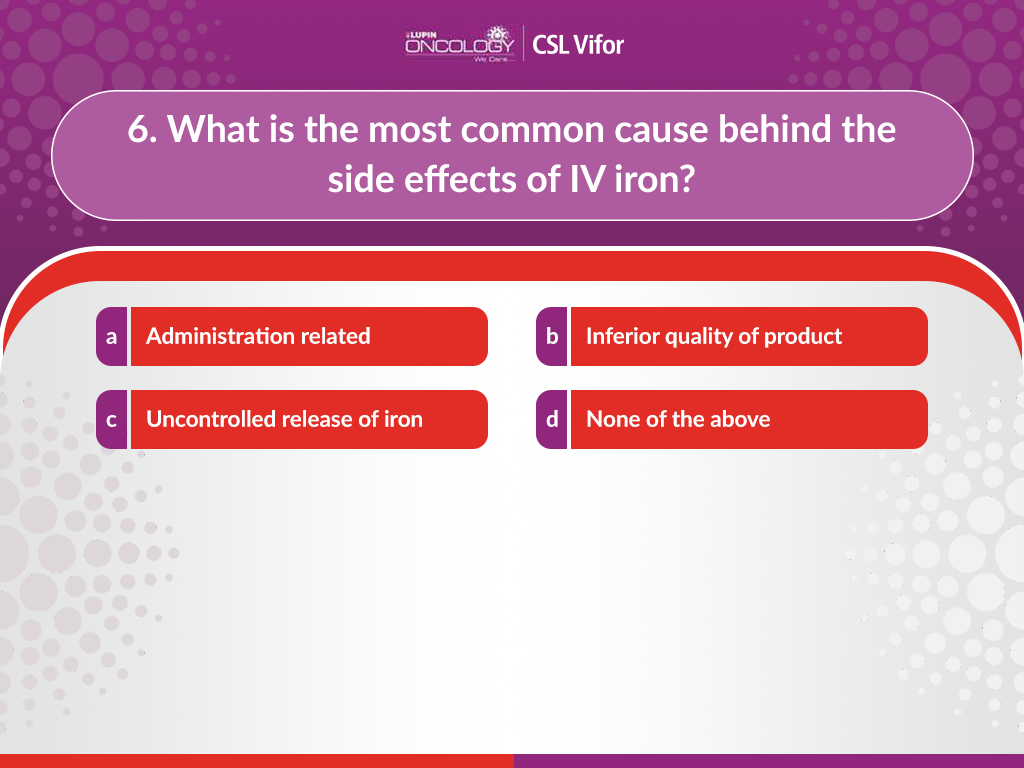 LUPIN
ONCOLOGY
We Care...
CSL Vifor
6. What is the most common cause behind the
side effects of IV iron?
a Administration related
b Inferior quality of product
c Uncontrolled release of iron
d None of the above